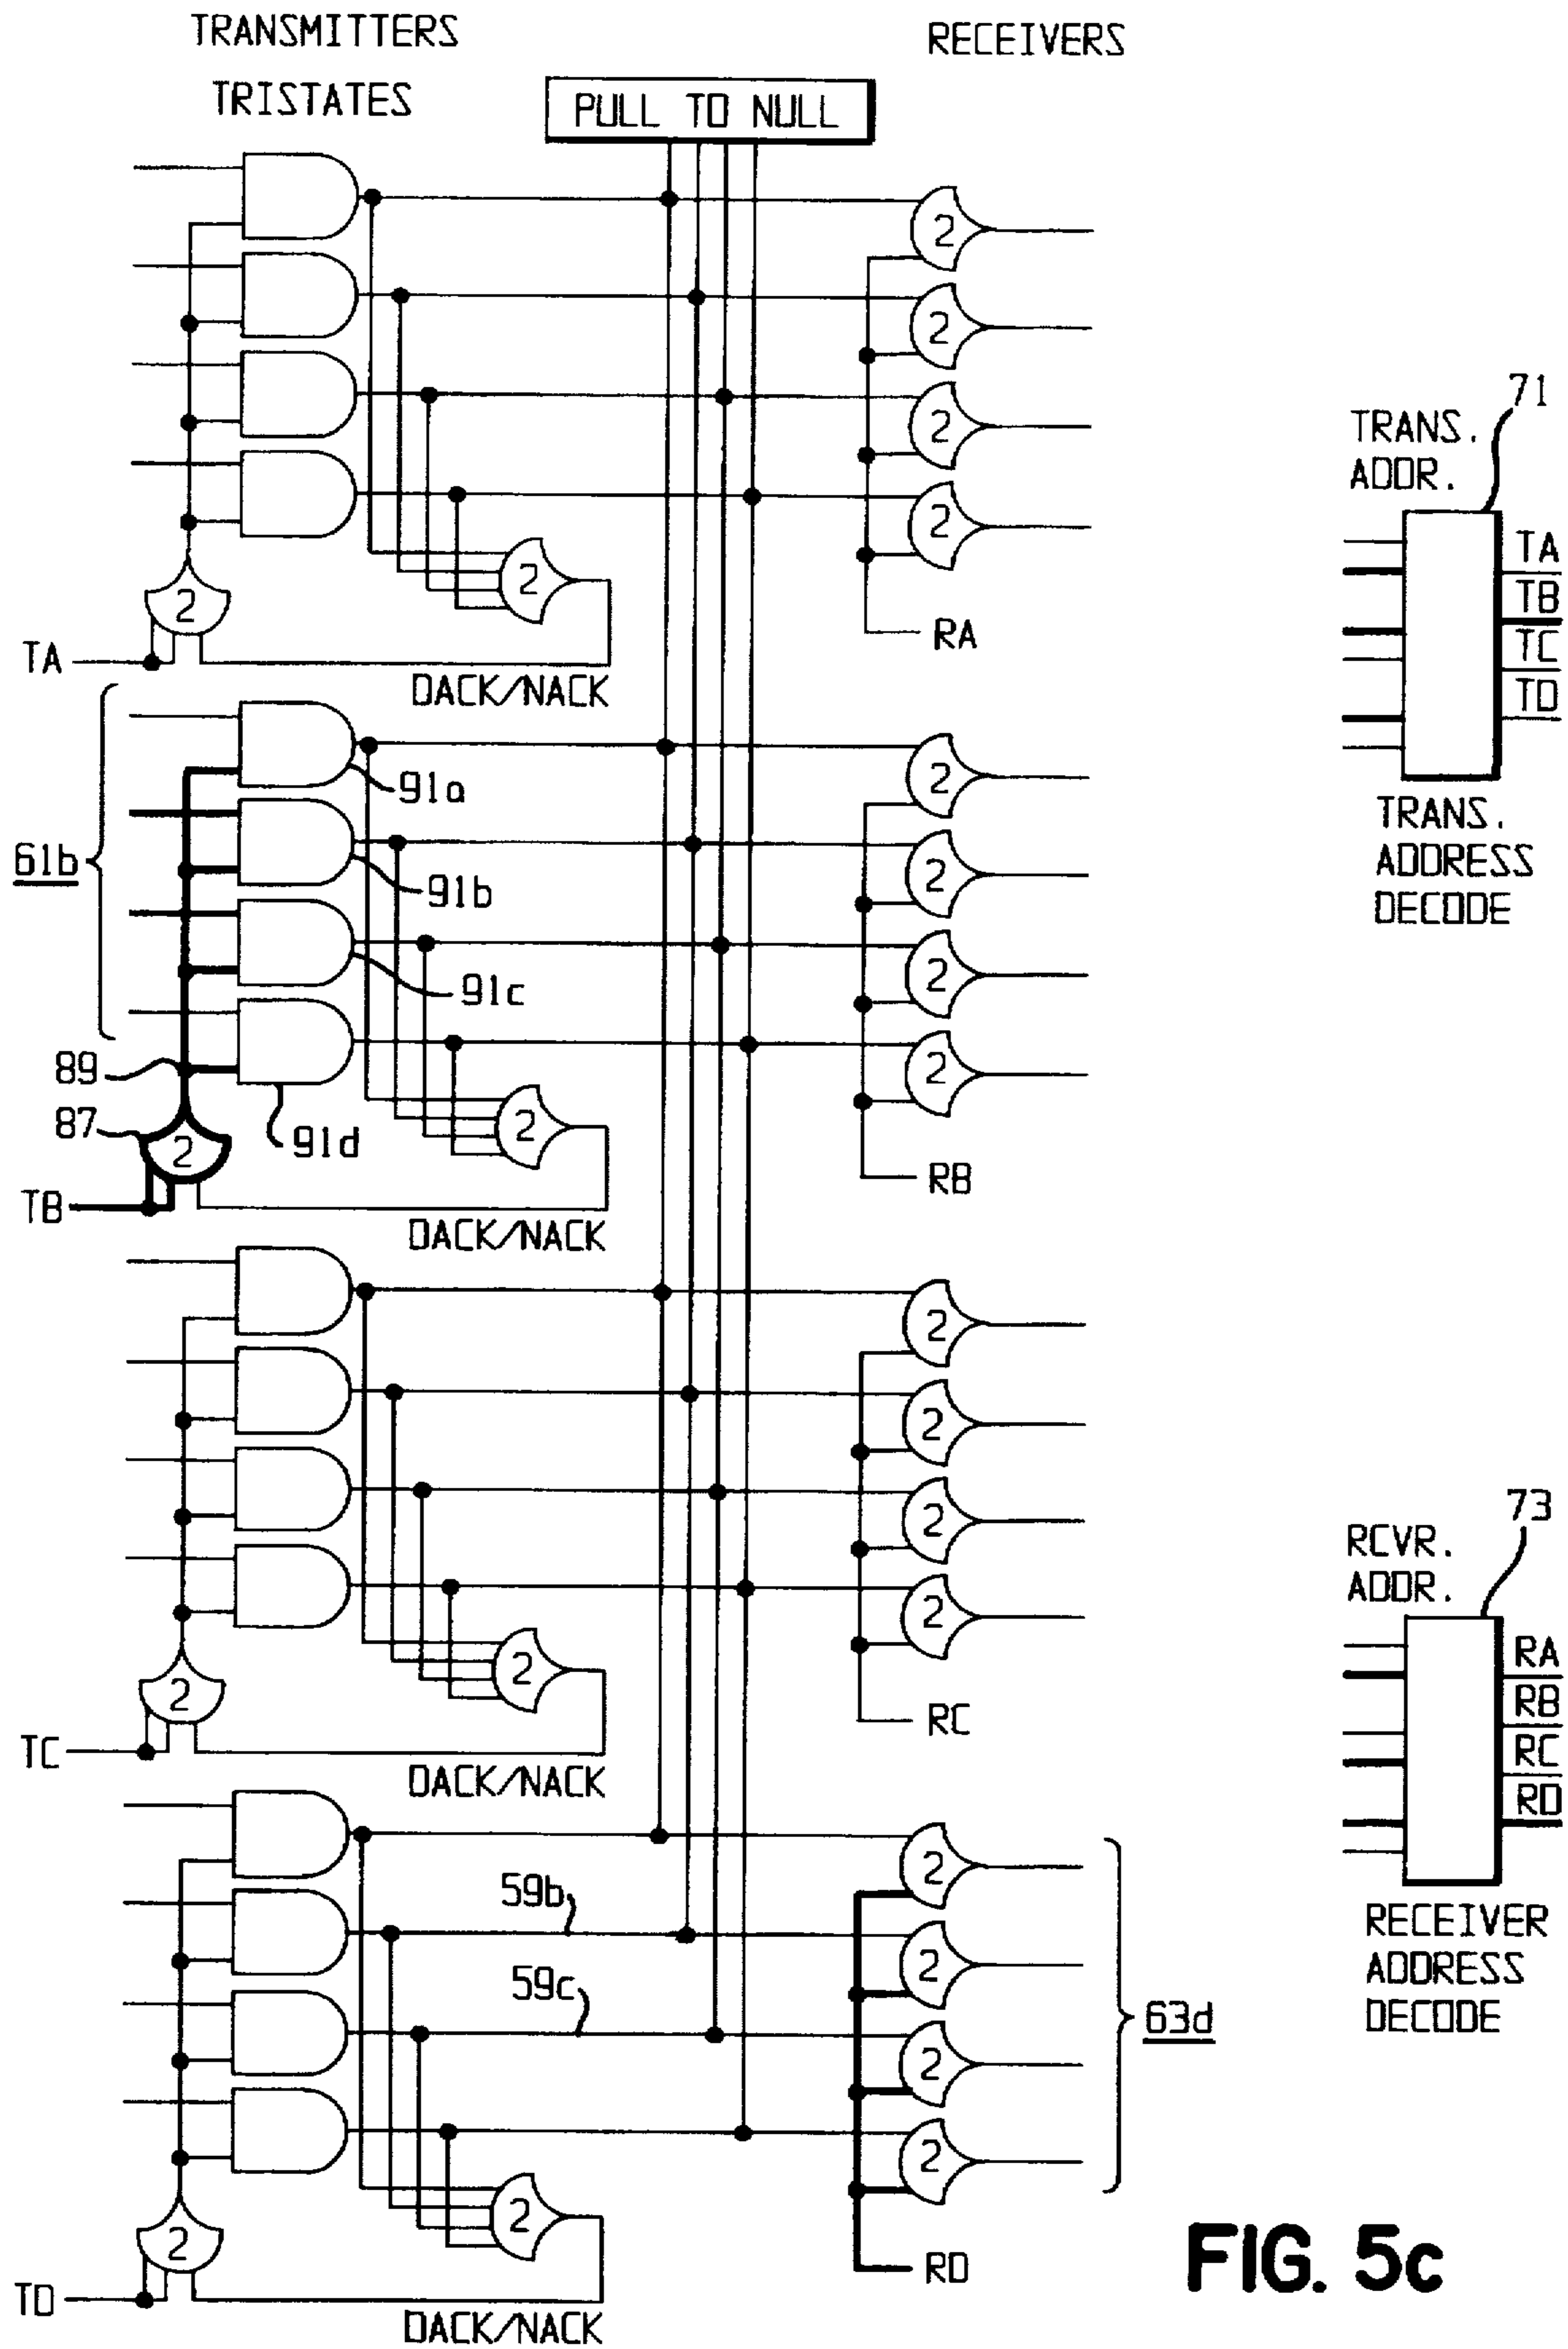 TRANSMITTERS
TRISTATES
RECEIVERS
PULL TO NULL
2
2
2
2
2
2
TA
DACK/NACK
RA
71
TRANS.
ADDR.
TA
TB
TC
TD
TRANS.
ADDRESS
DECODE
61b
91a
91b
91c
91d
89
87
2
2
2
2
2
2
TB
DACK/NACK
RB
2
2
2
2
2
2
TC
DACK/NACK
RC
73
RCVR.
ADDR.
RA
RB
RC
RD
RECEIVER
ADDRESS
DECODE
59b
59c
2
2
2
2
63d
2
2
TD
DACK/NACK
RD
FIG. 5c